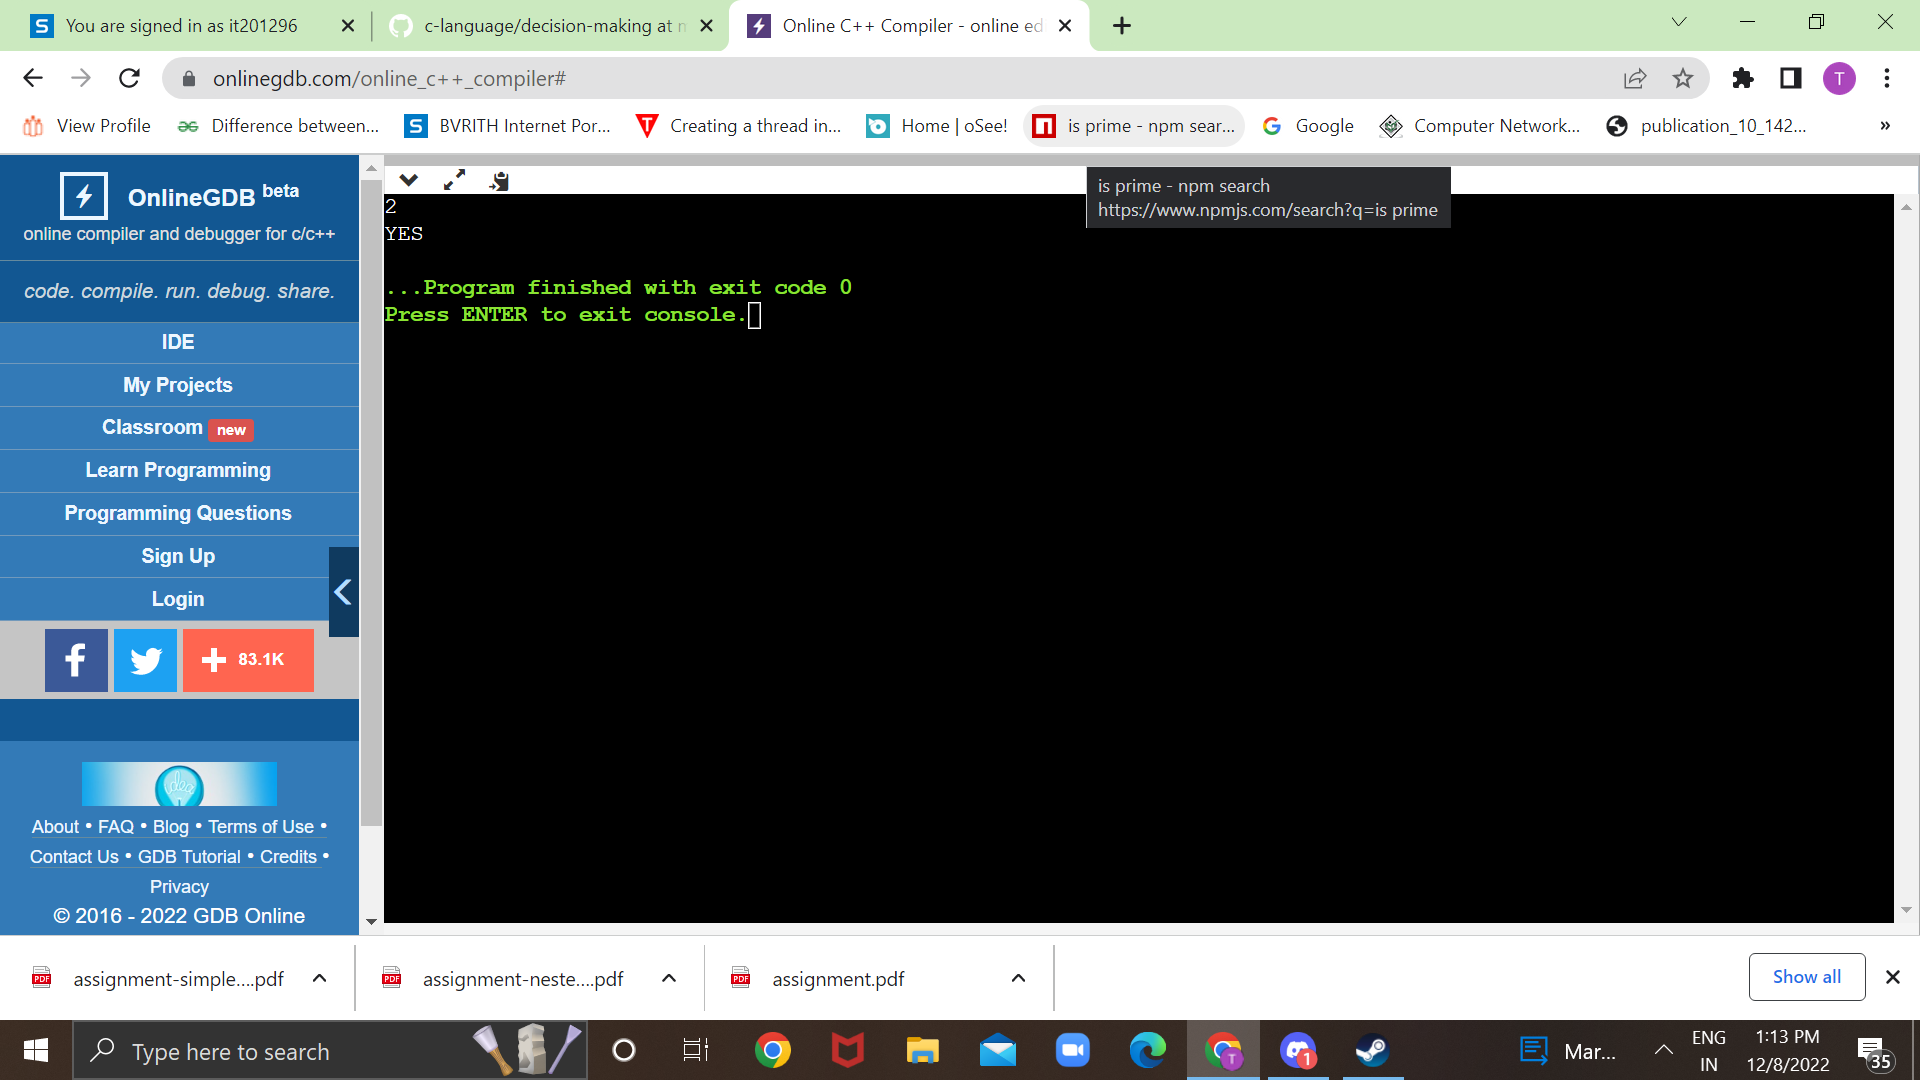 You are signed in as it201296
c-language/decision-making at m
Online C++ Compiler - online ed
onlinegdb.com/online_c++_compiler#
T
View Profile
Difference between...
BVRITH Internet Por...
Creating a thread in...
Home | oSee!
is prime - npm sear...
Google
Computer Network...
publication_10_142...
»
is prime - npm search
https://www.npmjs.com/search?q=is prime
OnlineGDB beta
online compiler and debugger for c/c++
code. compile. run. debug. share.
IDE
My Projects
Classroom new
Learn Programming
Programming Questions
Sign Up
Login
83.1K
idea
About • FAQ • Blog • Terms of Use •
Contact Us • GDB Tutorial • Credits •
Privacy
© 2016 - 2022 GDB Online
2
YES
...Program finished with exit code 0
Press ENTER to exit console.
PDF assignment-simple....pdf
PDF assignment-neste....pdf
PDF assignment.pdf
Show all
Type here to search
T
1
Mar...
ENG
IN
1:13 PM
12/8/2022
35